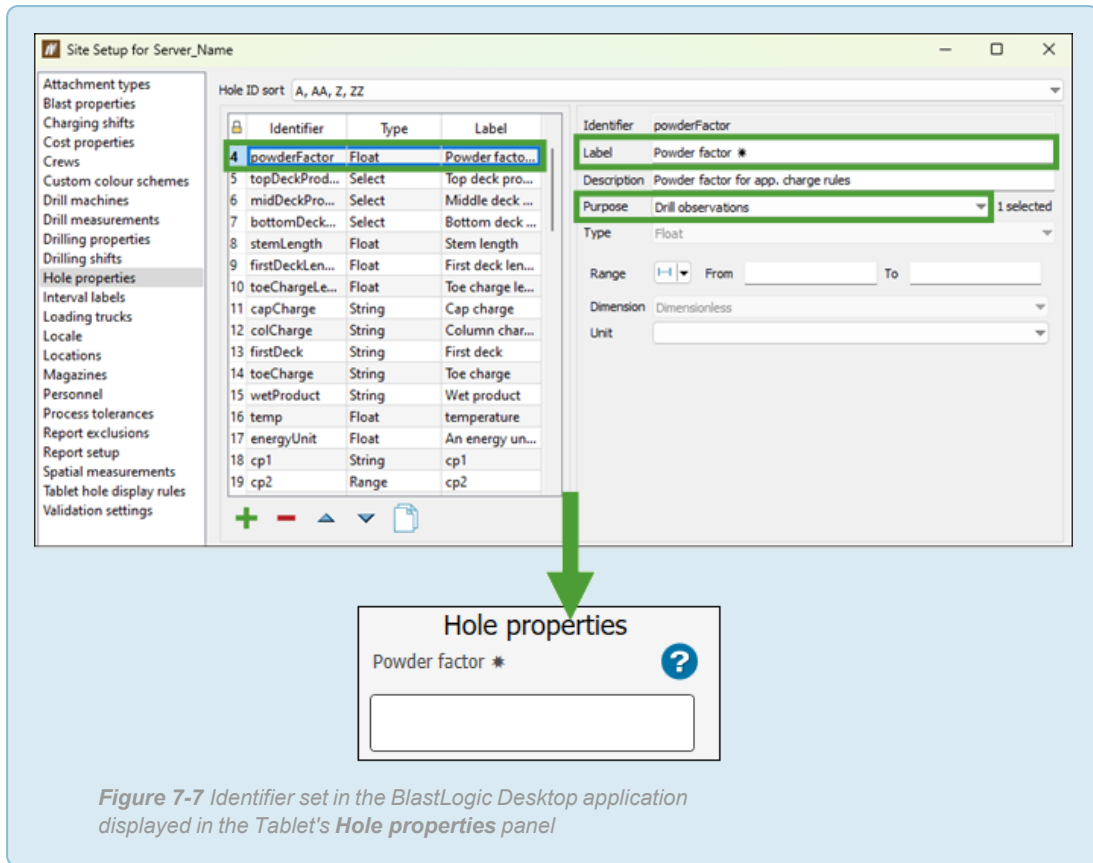 Site Setup for Server_Name
Attachment types
Blast properties
Charging shifts
Cost properties
Crews
Custom colour schemes
Drill machines
Drill measurements
Drilling properties
Drilling shifts
Hole properties
Interval labels
Loading trucks
Locale
Locations
Magazines
Personnel
Process tolerances
Report exclusions
Report setup
Spatial measurements
Tablet hole display rules
Validation settings
Hole ID sort A, AA, Z, ZZ
Identifier Type Label
4 powderFactor Float Powder facto...
5 topDeckProd... Select Top deck pro...
6 midDeckPro... Select Middle deck ...
7 bottomDeck... Select Bottom deck ...
8 stemLength Float Stem length
9 firstDeckLen... Float First deck len...
10 toeChargeLe... Float Toe charge le...
11 capCharge String Cap charge
12 colCharge String Column char...
13 firstDeck String First deck
14 toeCharge String Toe charge
15 wetProduct String Wet product
16 temp Float temperature
17 energyUnit Float An energy un...
18 cp1 String cp1
19 cp2 Range cp2
Identifier powderFactor
Label Powder factor ✷
Description Powder factor for app. charge rules
Purpose Drill observations 1 selected
Type Float
Range From To
Dimension Dimensionless
Unit
Hole properties
Powder factor ✷ ?
Figure 7-7 Identifier set in the BlastLogic Desktop application
displayed in the Tablet's Hole properties panel